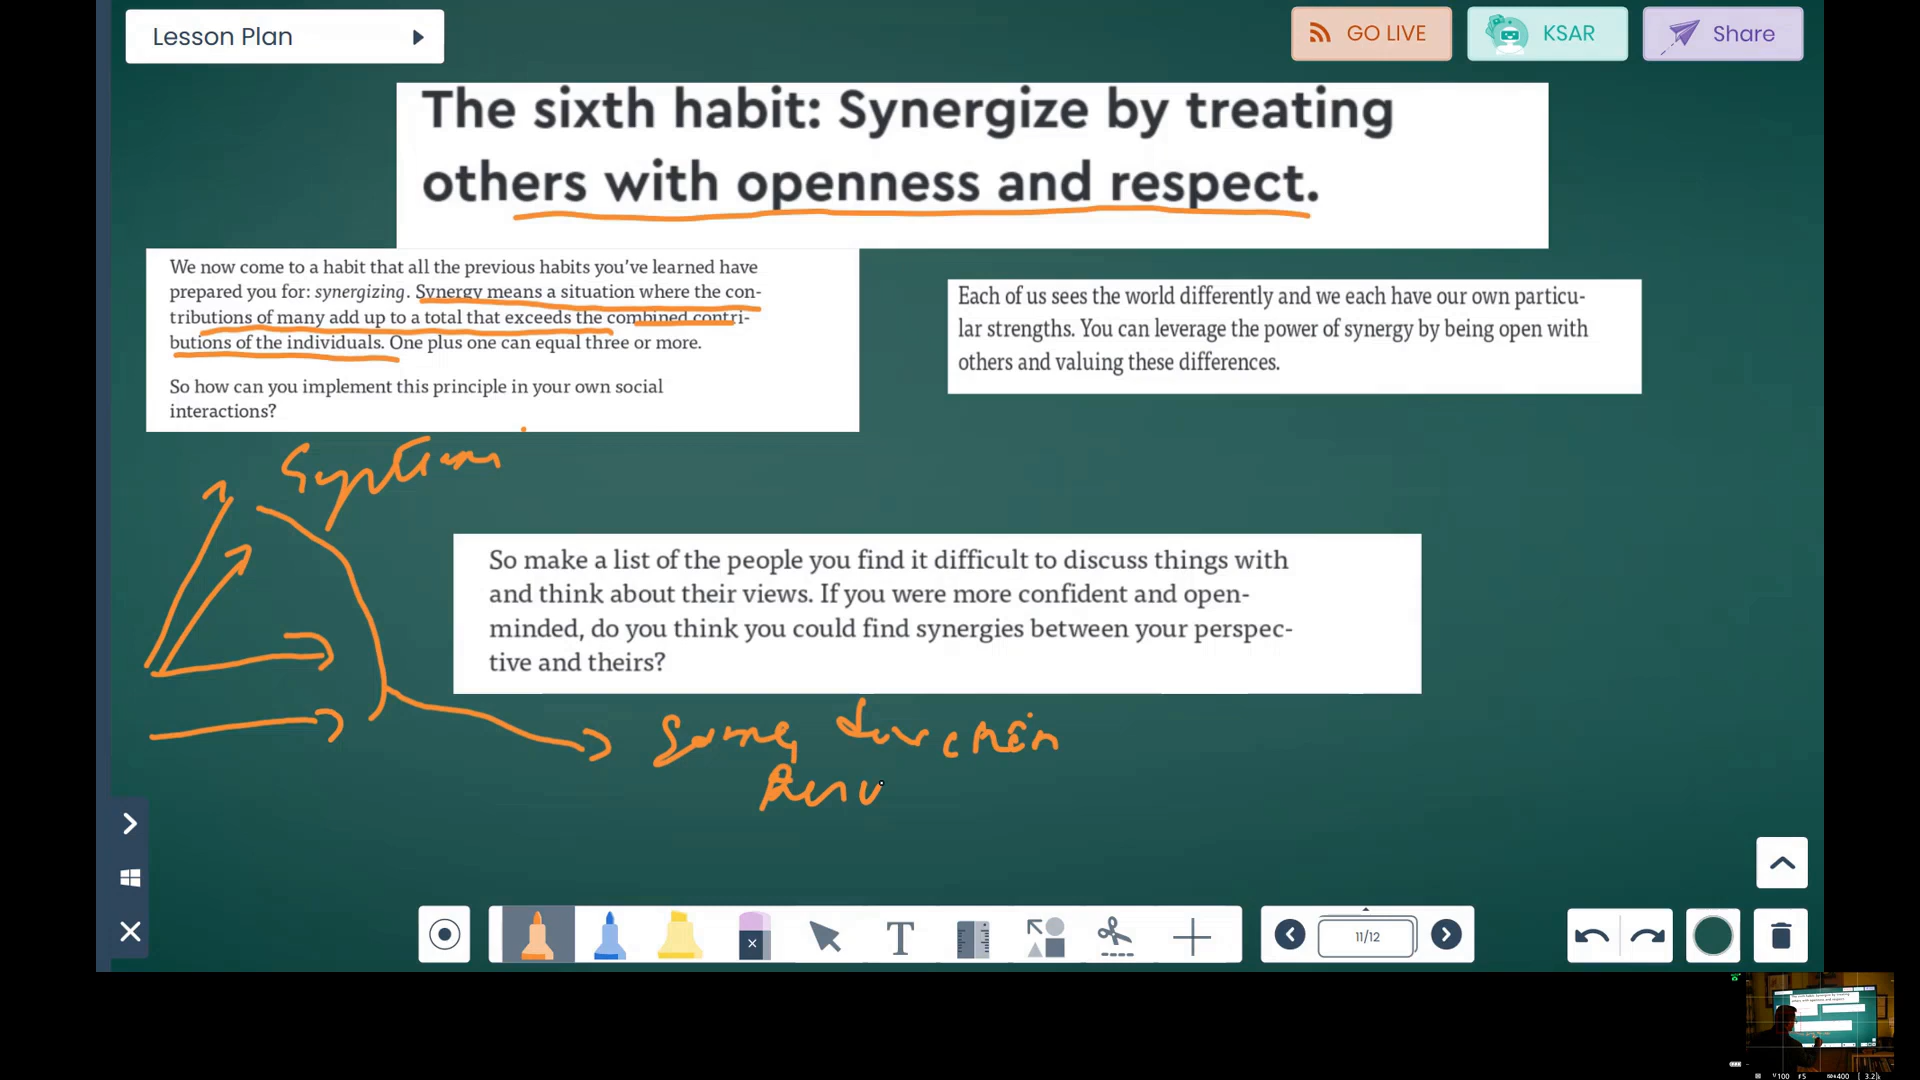 Lesson Plan
GO LIVE
KSAR
Share
The sixth habit: Synergize by treating
others with openness and respect.
We now come to a habit that all the previous habits you've learned have
prepared you for: synergizing. Synergy means a situation where the con-
tributions of many add up to a total that exceeds the combined contri-
butions of the individuals. One plus one can equal three or more.
So how can you implement this principle in your own social
interactions?
Each of us sees the world differently and we each have our own particu-
lar strengths. You can leverage the power of synergy by being open with
others and valuing these differences.
So make a list of the people you find it difficult to discuss things with
and think about their views. If you were more confident and open-
minded, do you think you could find synergies between your perspec-
tive and theirs?
Same direction
11/12